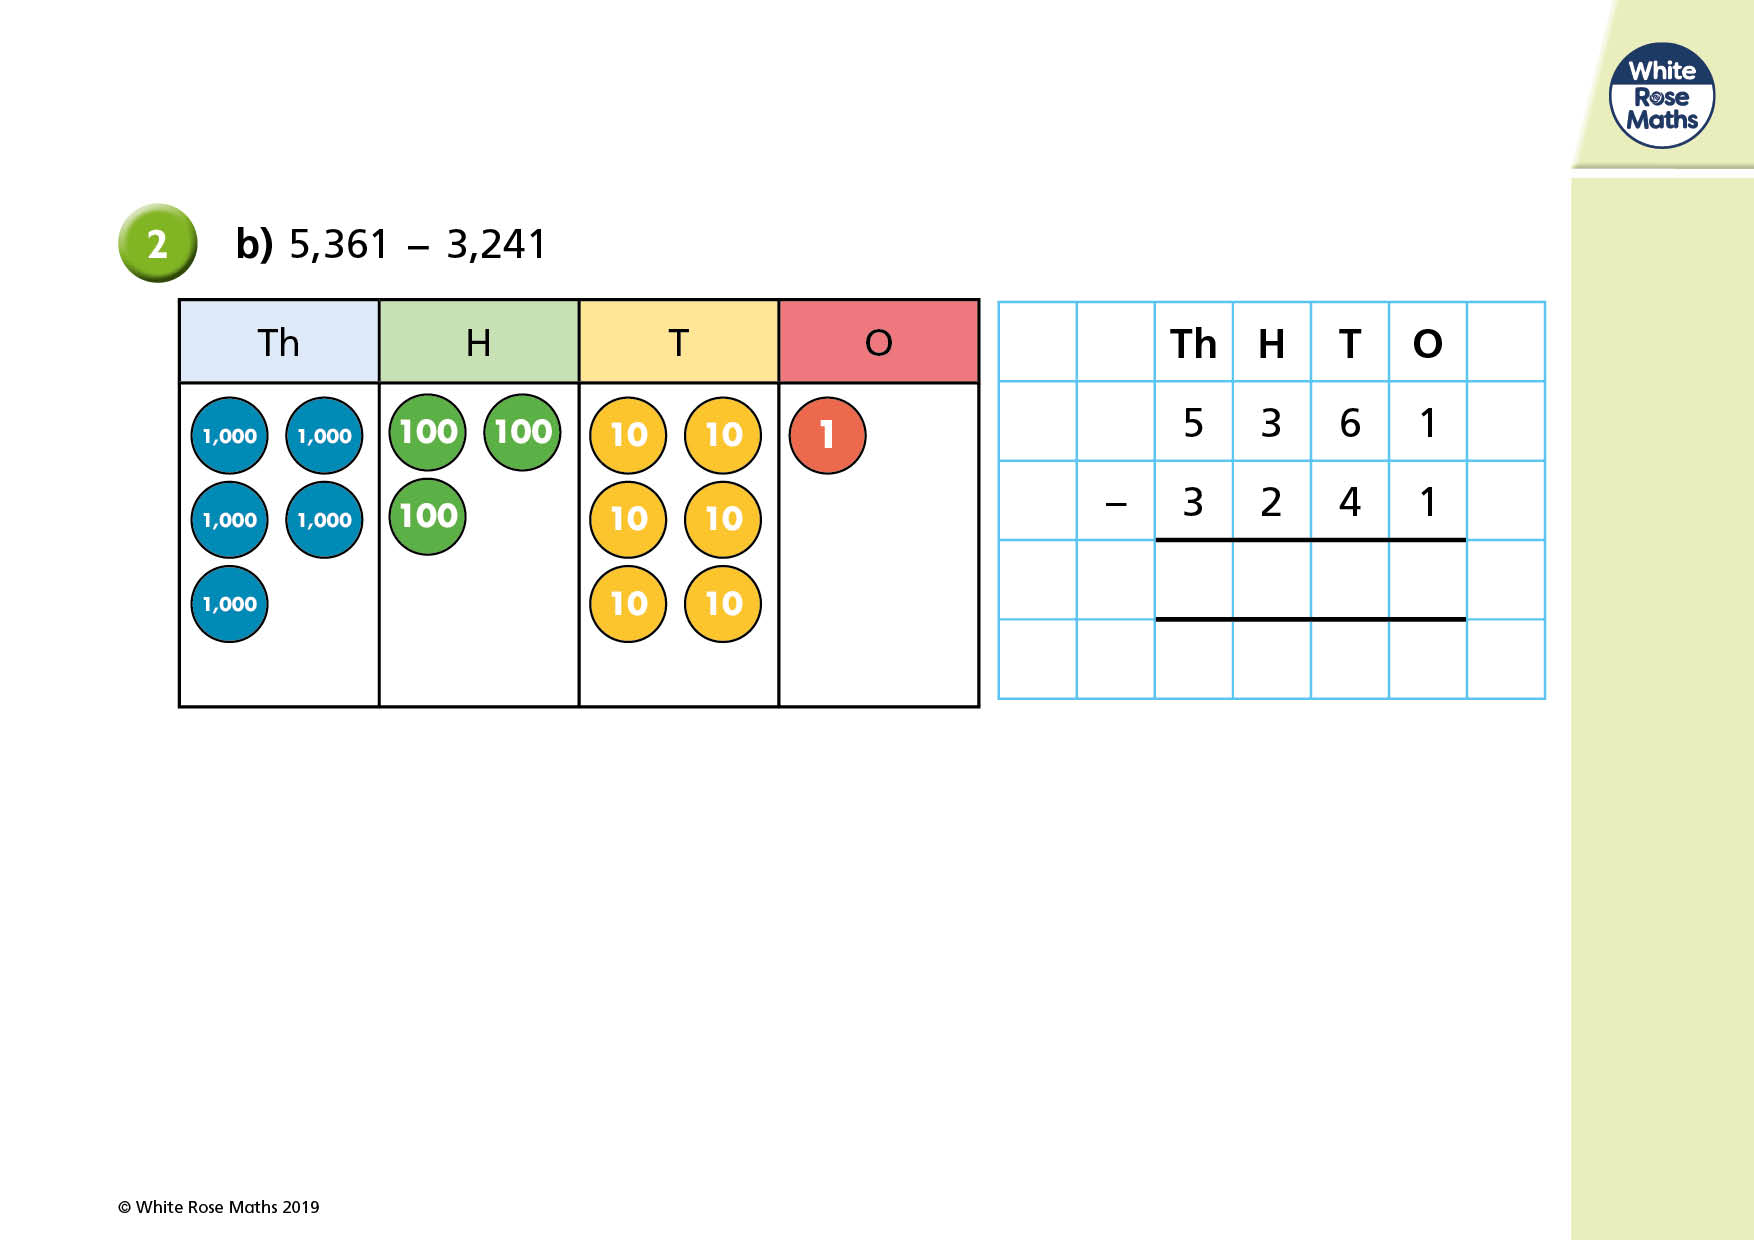 White
Rose
Maths
2 b) 5,361 – 3,241
Th H T O
1,000 1,000 100 100 10 10 1
1,000 1,000 100 10 10
1,000 10 10
Th H T O
5 3 6 1
– 3 2 4 1
© White Rose Maths 2019